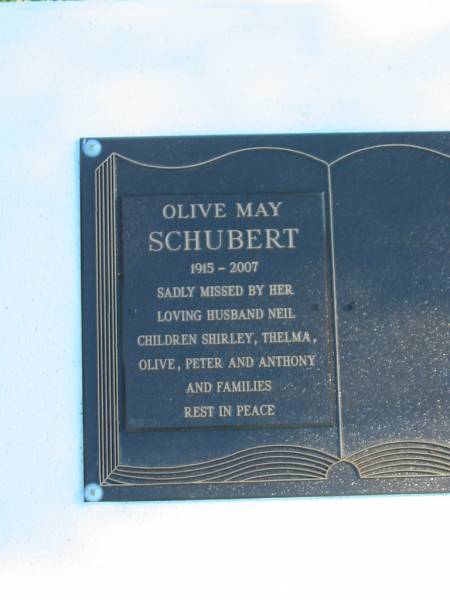 OLIVE MAY
SCHUBERT
1915 - 2007
SADLY MISSED BY HER
LOVING HUSBAND NEIL
CHILDREN SHIRLEY, THELMA,
OLIVE, PETER AND ANTHONY
AND FAMILIES
REST IN PEACE